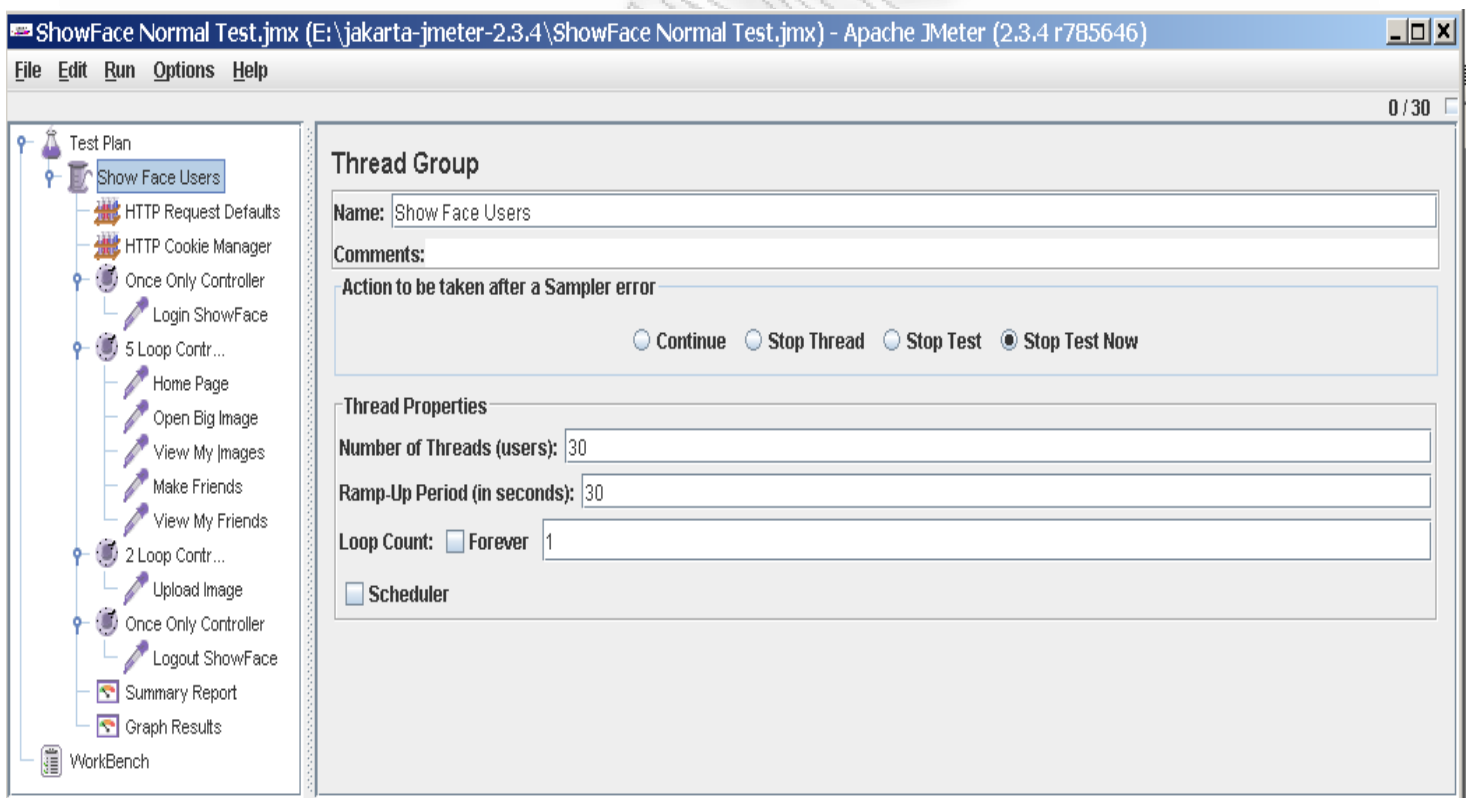 ShowFace Normal Test.jmx (E:\jakarta-jmeter-2.3.4\ShowFace Normal Test.jmx) - Apache JMeter (2.3.4 r785646)
File Edit Run Options Help
0 / 30
Test Plan
Show Face Users
HTTP Request Defaults
HTTP Cookie Manager
Once Only Controller
Login ShowFace
5 Loop Contr...
Home Page
Open Big Image
View My Images
Make Friends
View My Friends
2 Loop Contr...
Upload Image
Once Only Controller
Logout ShowFace
Summary Report
Graph Results
WorkBench
Thread Group
Name: Show Face Users
Comments:
Action to be taken after a Sampler error
Continue Stop Thread Stop Test Stop Test Now
Thread Properties
Number of Threads (users): 30
Ramp-Up Period (in seconds): 30
Loop Count: Forever 1
Scheduler